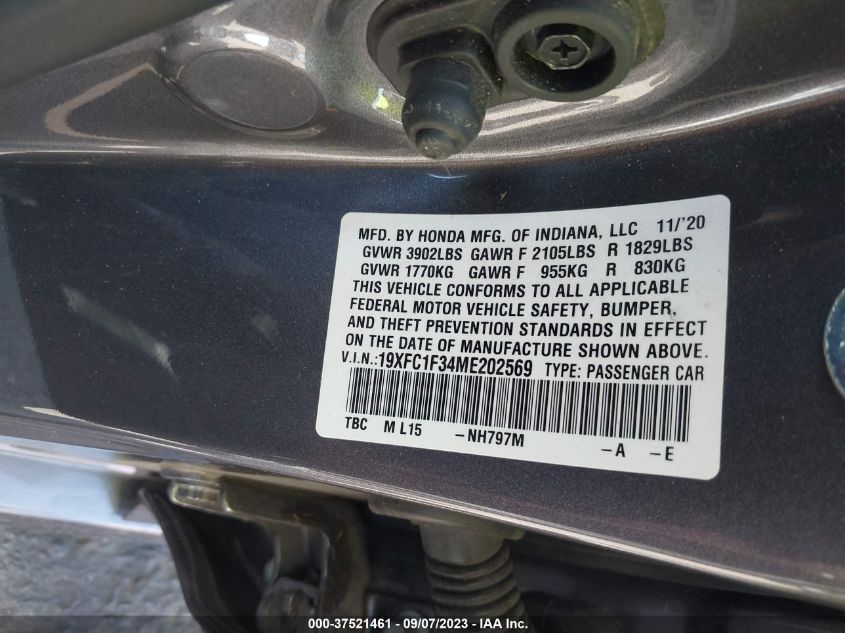 MFD. BY HONDA MFG. OF INDIANA, LLC 11/'20
GVWR 3902LBS GAWR F 2105LBS R 1829LBS
GVWR 1770KG GAWR F 955KG R 830KG
THIS VEHICLE CONFORMS TO ALL APPLICABLE
FEDERAL MOTOR VEHICLE SAFETY, BUMPER,
AND THEFT PREVENTION STANDARDS IN EFFECT
ON THE DATE OF MANUFACTURE SHOWN ABOVE.
V.I.N.:19XFC1F34ME202569 TYPE: PASSENGER CAR
TBC M L15 -NH797M -A -E
000-37521461 - 09/07/2023 - IAAI Inc.